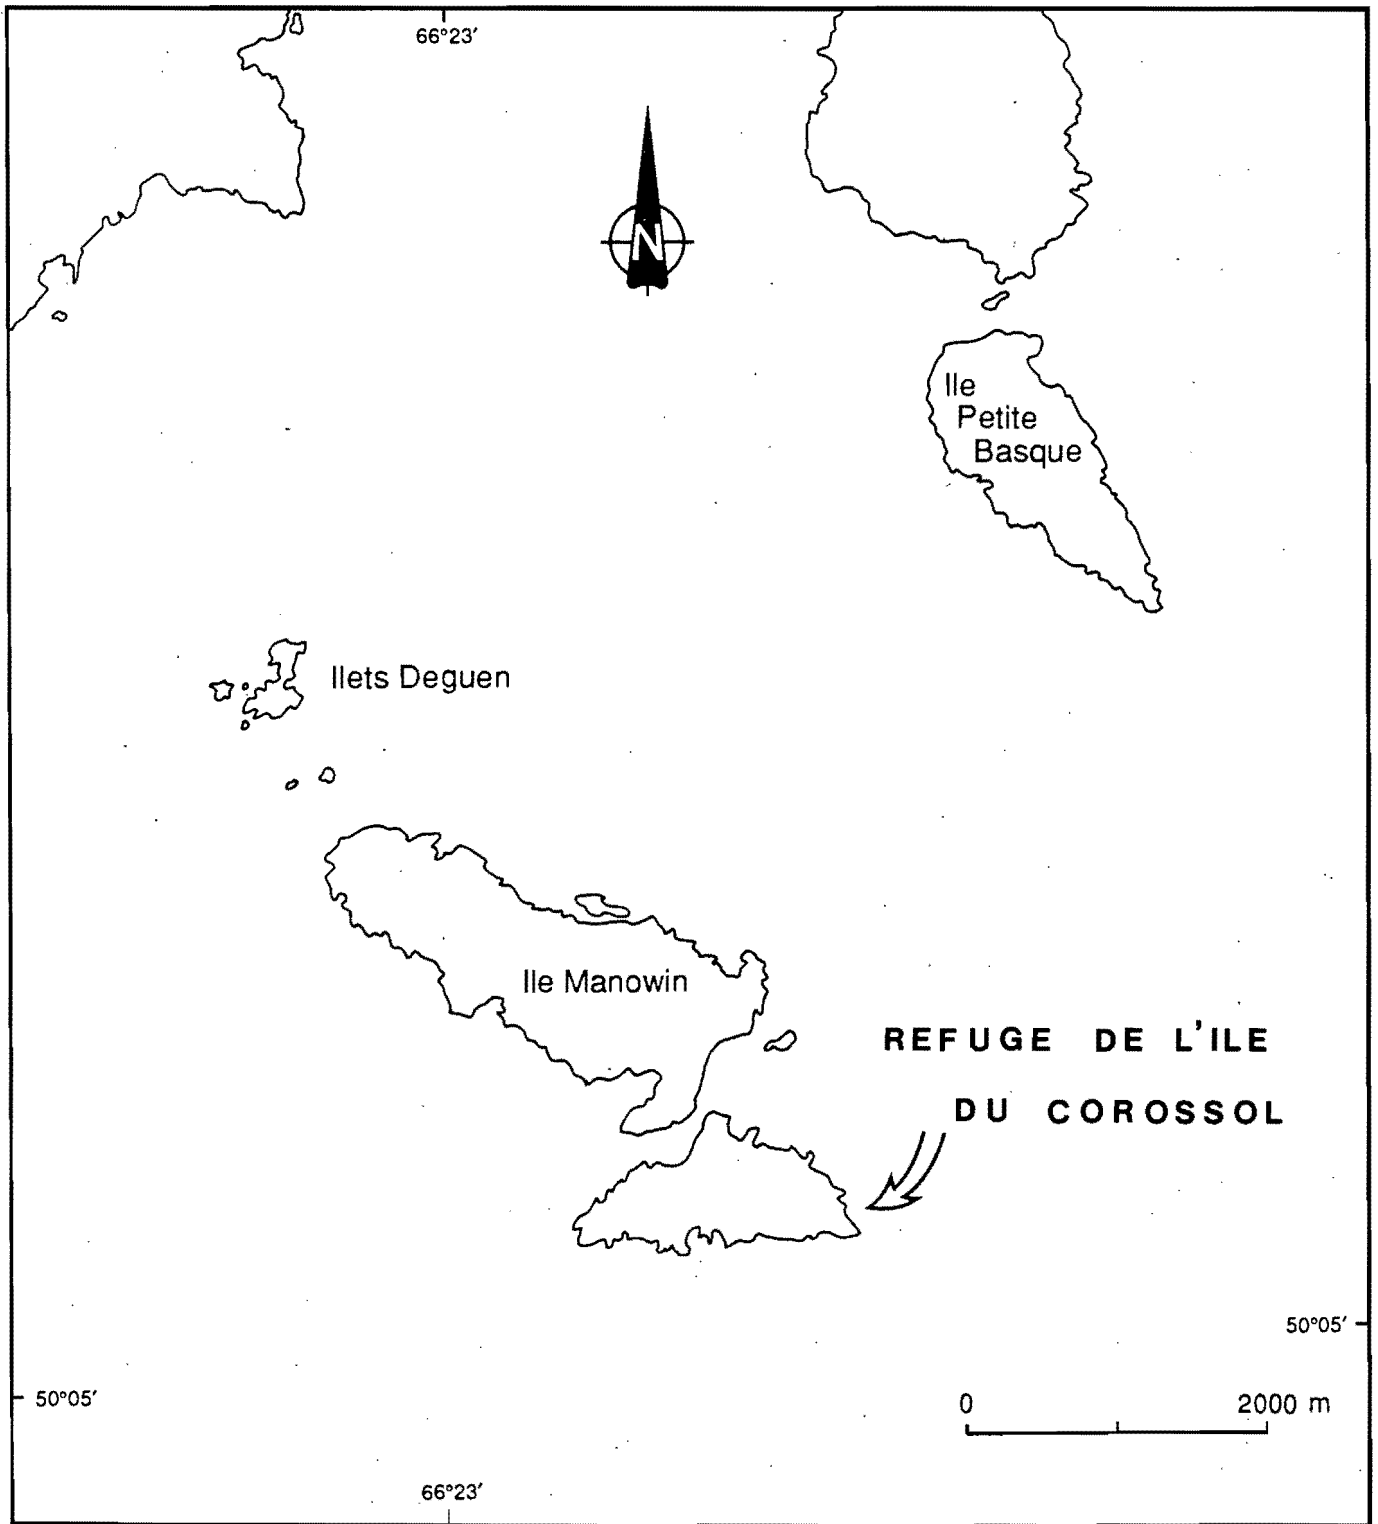 66°23′
N
Ile
Petite
Basque
Ilets Deguen
Ile Manowin
REFUGE DE L'ILE
DU COROSSOL
50°05′
50°05′
0 2000 m
66°23′